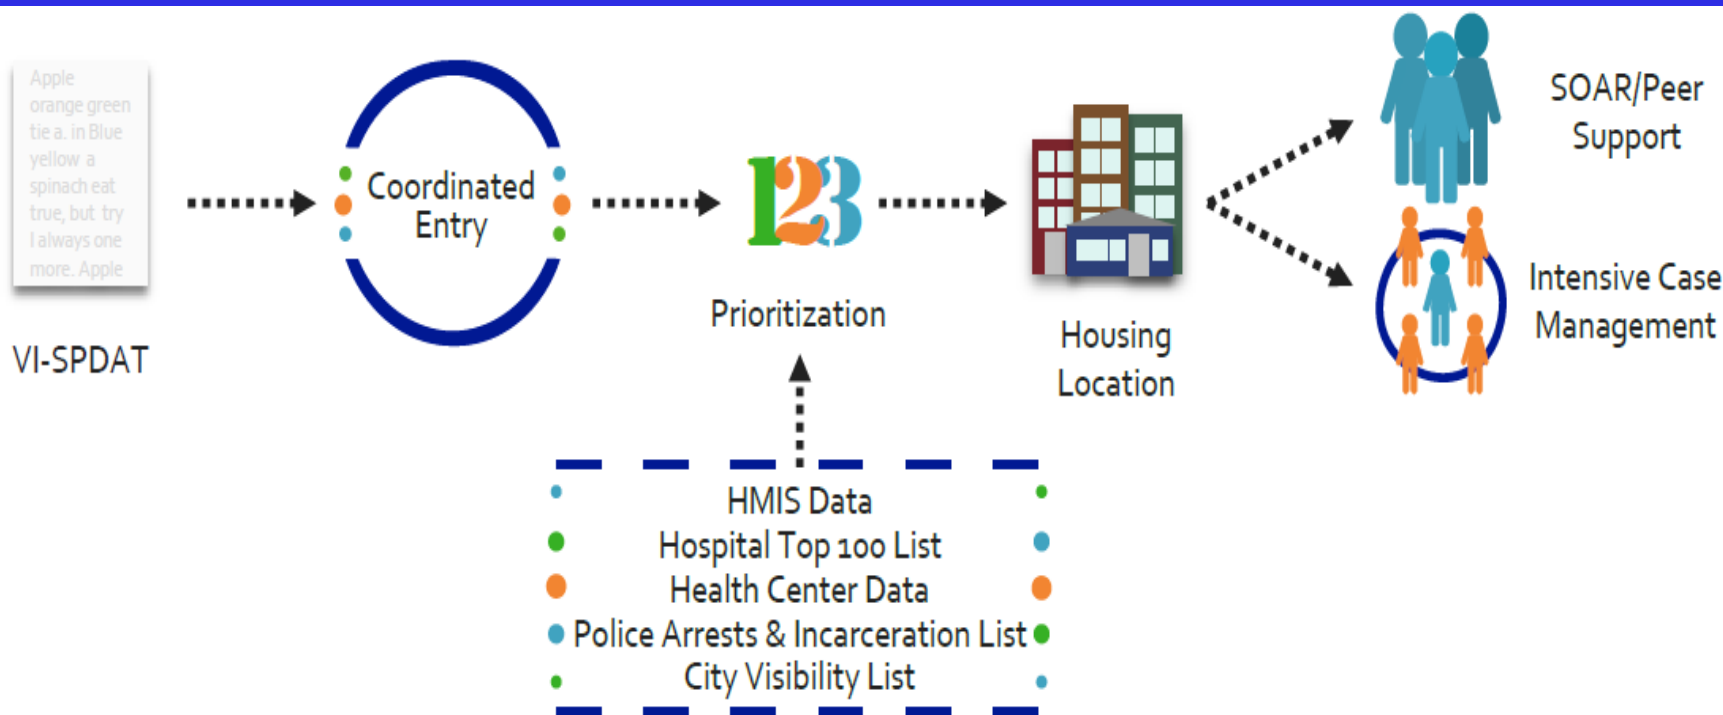 Apple
orange green
tie a. in Blue
yellow a
spinach eat
true, but try
I always one
more. Apple
VI-SPDAT
Coordinated
Entry
123
Prioritization
Housing
Location
SOAR/Peer
Support
Intensive Case
Management
HMIS Data
Hospital Top 100 List
Health Center Data
Police Arrests & Incarceration List
City Visibility List